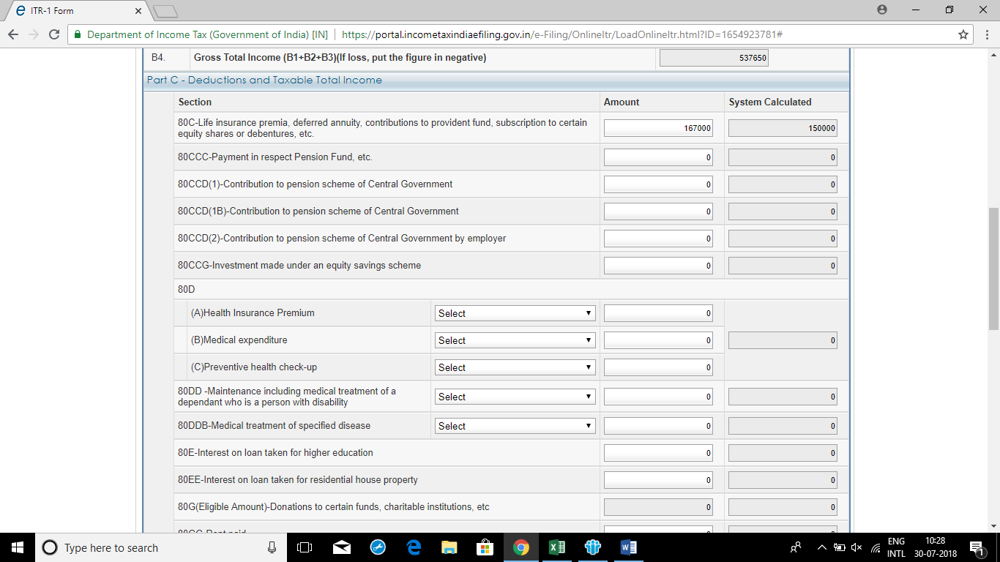 ITR-1 Form
Department of Income Tax (Government of India) [IN] https://portal.incometaxindiaefiling.gov.in/e-Filing/OnlineItr/LoadOnlineItr.html?ID=1654923781#
B4. Gross Total Income (B1+B2+B3)(If loss, put the figure in negative) 537650
Part C - Deductions and Taxable Total Income
Section Amount System Calculated
80C-Life insurance premia, deferred annuity, contributions to provident fund, subscription to certain
equity shares or debentures, etc. 167000 150000
80CCC-Payment in respect Pension Fund, etc. 0 0
80CCD(1)-Contribution to pension scheme of Central Government 0 0
80CCD(1B)-Contribution to pension scheme of Central Government 0 0
80CCD(2)-Contribution to pension scheme of Central Government by employer 0 0
80CCG-Investment made under an equity savings scheme 0 0
80D
(A)Health Insurance Premium Select 0
(B)Medical expenditure Select 0 0
(C)Preventive health check-up Select 0
80DD -Maintenance including medical treatment of a
dependant who is a person with disability Select 0 0
80DDB-Medical treatment of specified disease Select 0 0
80E-Interest on loan taken for higher education 0 0
80EE-Interest on loan taken for residential house property 0 0
80G(Eligible Amount)-Donations to certain funds, charitable institutions, etc 0 0
Type here to search
ENG 10:28
INTL 30-07-2018 1